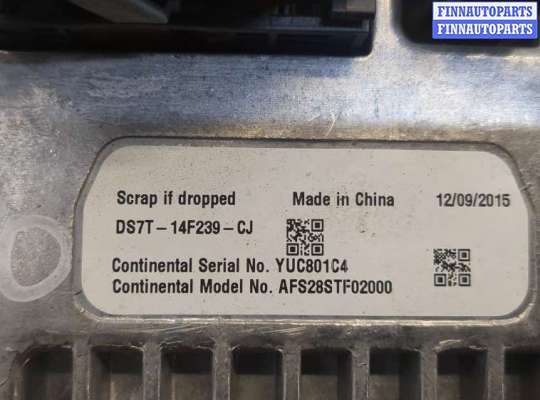 FINNAUTOPARTS
FINNAUTOPARTS
Scrap if dropped Made in China 12/09/2015
DS7T-14F239-CJ
Continental Serial No. YUC801C4
Continental Model No. AFS28STF02000